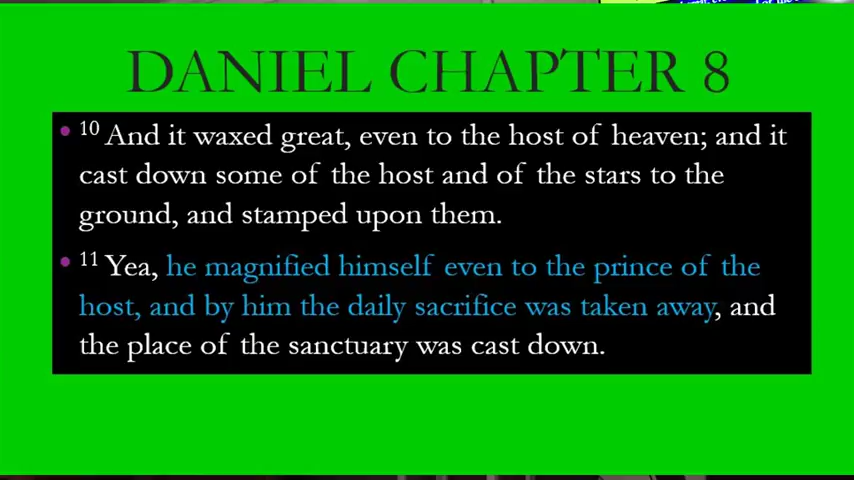 DANIEL CHAPTER 8
• 10 And it waxed great, even to the host of heaven; and it
cast down some of the host and of the stars to the
ground, and stamped upon them.
• 11 Yea, he magnified himself even to the prince of the
host, and by him the daily sacrifice was taken away, and
the place of the sanctuary was cast down.